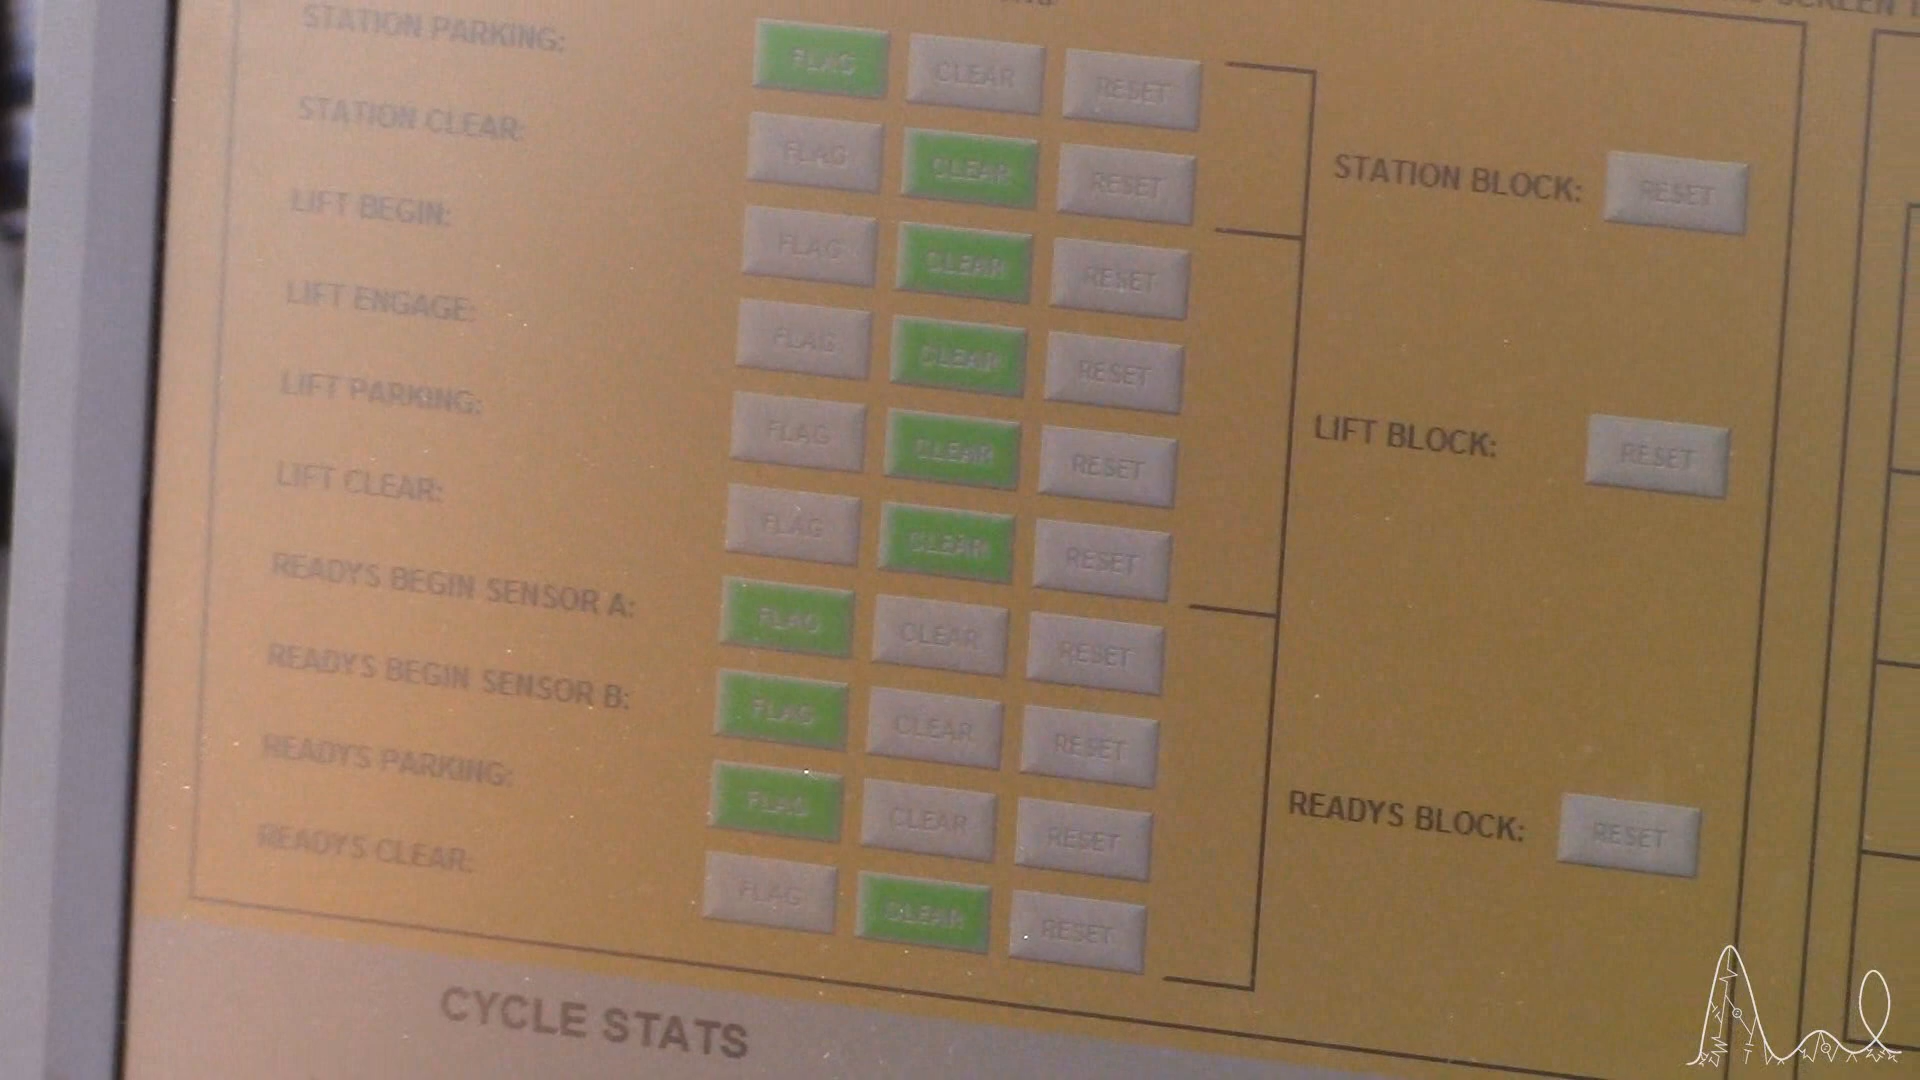 STATION PARKING: FLAG CLEAR RESET
STATION CLEAR: FLAG CLEAR RESET
STATION BLOCK: RESET
LIFT BEGIN: FLAG CLEAR RESET
LIFT ENGAGE: FLAG CLEAR RESET
LIFT PARKING: FLAG CLEAR RESET
LIFT BLOCK: RESET
LIFT CLEAR: FLAG CLEAR RESET
READYS BEGIN SENSOR A: FLAG CLEAR RESET
READYS BEGIN SENSOR B: FLAG CLEAR RESET
READYS PARKING: FLAG CLEAR RESET
READYS BLOCK: RESET
READYS CLEAR: FLAG CLEAR RESET
CYCLE STATS